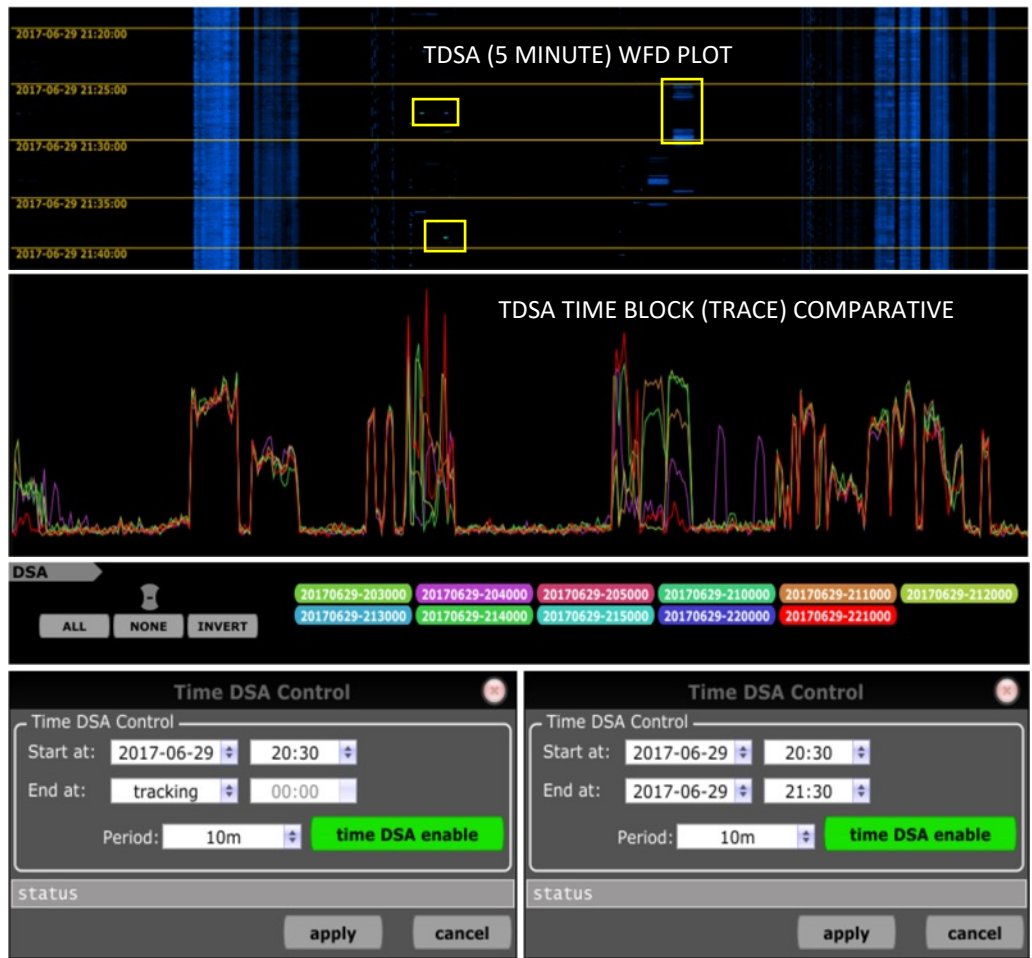 2017-06-29 21:20:00
TDSA (5 MINUTE) WFD PLOT
2017-06-29 21:25:00
2017-06-29 21:30:00
2017-06-29 21:35:00
2017-06-29 21:40:00
TDSA TIME BLOCK (TRACE) COMPARATIVE
DSA
ALL NONE INVERT
20170629-203000 20170629-204000 20170629-205000 20170629-210000 20170629-211000 20170629-212000
20170629-213000 20170629-214000 20170629-215000 20170629-220000 20170629-221000
Time DSA Control
Time DSA Control
Start at: 2017-06-29 20:30
End at: tracking 00:00
Period: 10m time DSA enable
status
apply cancel
Time DSA Control
Time DSA Control
Start at: 2017-06-29 20:30
End at: 2017-06-29 21:30
Period: 10m time DSA enable
status
apply cancel